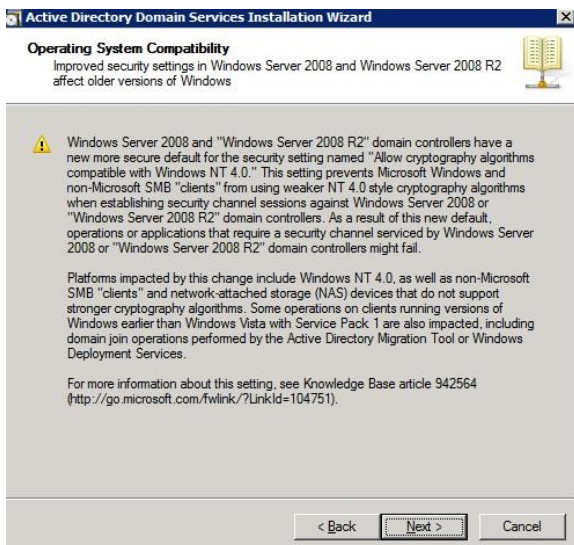 Active Directory Domain Services Installation Wizard
Operating System Compatibility
Improved security settings in Windows Server 2008 and Windows Server 2008 R2
affect older versions of Windows
Windows Server 2008 and "Windows Server 2008 R2" domain controllers have a
new more secure default for the security setting named "Allow cryptography algorithms
compatible with Windows NT 4.0." This setting prevents Microsoft Windows and
non-Microsoft SMB "clients" from using weaker NT 4.0 style cryptography algorithms
when establishing security channel sessions against Windows Server 2008 or
"Windows Server 2008 R2" domain controllers. As a result of this new default,
operations or applications that require a security channel serviced by Windows Server
2008 or "Windows Server 2008 R2" domain controllers might fail.
Platforms impacted by this change include Windows NT 4.0, as well as non-Microsoft
SMB "clients" and network-attached storage (NAS) devices that do not support
stronger cryptography algorithms. Some operations on clients running versions of
Windows earlier than Windows Vista with Service Pack 1 are also impacted, including
domain join operations performed by the Active Directory Migration Tool or Windows
Deployment Services.
For more information about this setting, see Knowledge Base article 942564
(http://go.microsoft.com/fwlink/?LinkId=104751).
< Back Next > Cancel